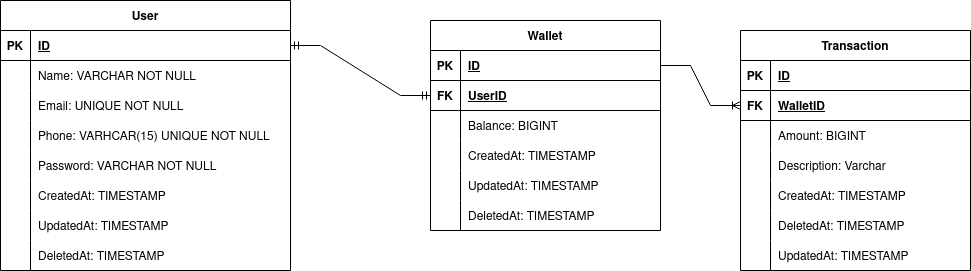 User
PK ID
Name: VARCHAR NOT NULL
Email: UNIQUE NOT NULL
Phone: VARHCAR(15) UNIQUE NOT NULL
Password: VARCHAR NOT NULL
CreatedAt: TIMESTAMP
UpdatedAt: TIMESTAMP
DeletedAt: TIMESTAMP
Wallet
PK ID
FK UserID
Balance: BIGINT
CreatedAt: TIMESTAMP
UpdatedAt: TIMESTAMP
DeletedAt: TIMESTAMP
Transaction
PK ID
FK WalletID
Amount: BIGINT
Description: Varchar
CreatedAt: TIMESTAMP
DeletedAt: TIMESTAMP
UpdatedAt: TIMESTAMP